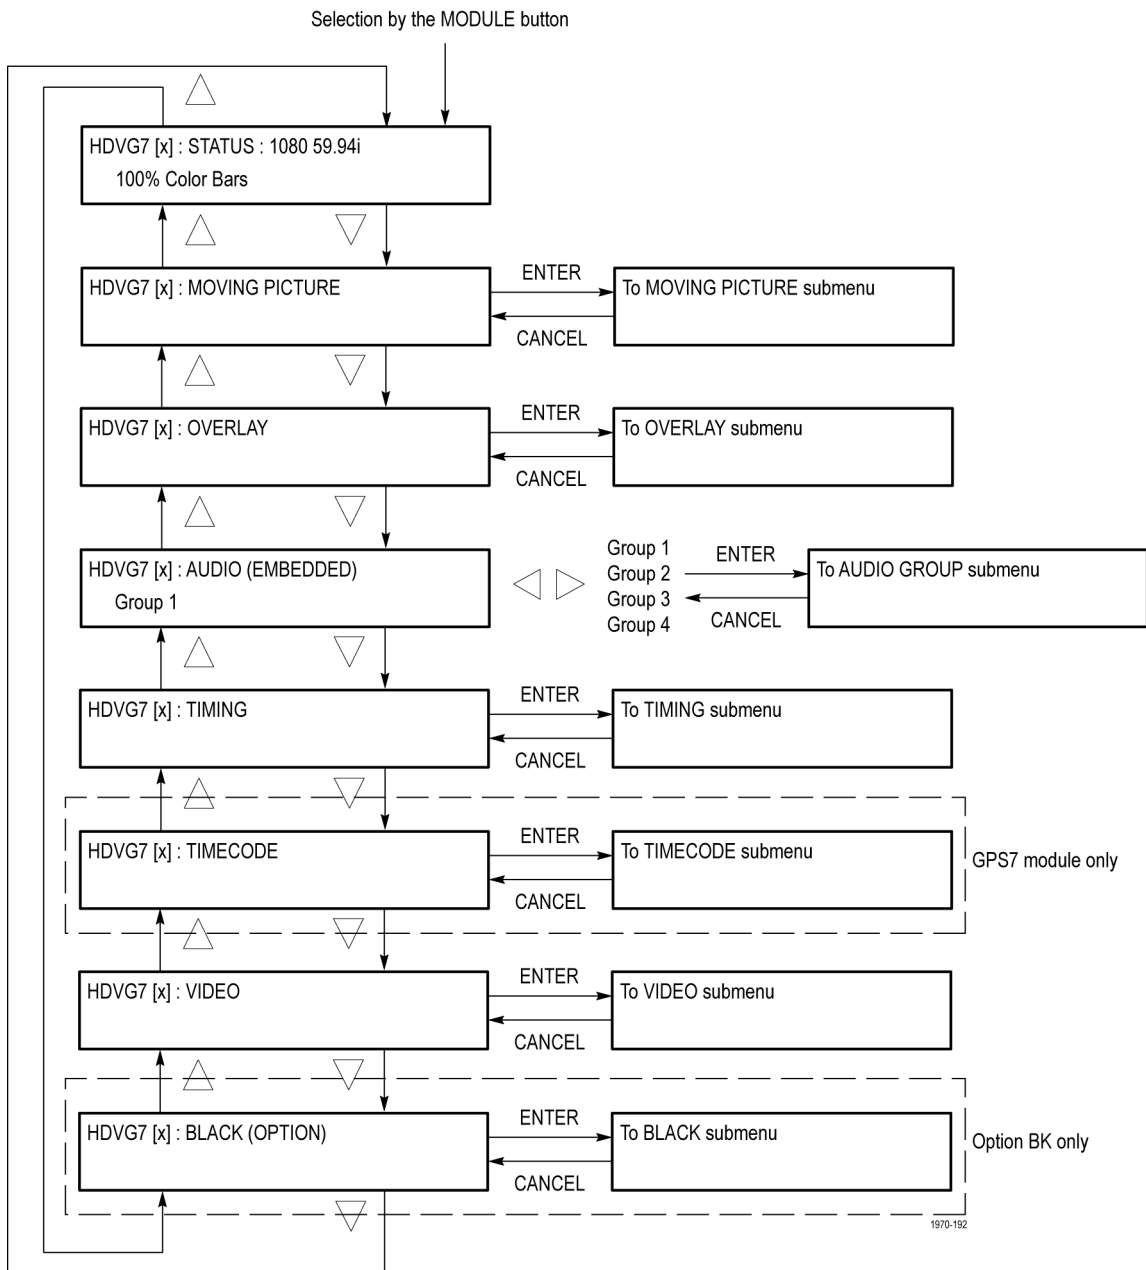 Selection by the MODULE button
HDVG7 [x] : STATUS : 1080 59.94i
100% Color Bars
HDVG7 [x] : MOVING PICTURE
ENTER
CANCEL
To MOVING PICTURE submenu
HDVG7 [x] : OVERLAY
ENTER
CANCEL
To OVERLAY submenu
HDVG7 [x] : AUDIO (EMBEDDED)
Group 1
Group 1
Group 2
Group 3
Group 4
ENTER
CANCEL
To AUDIO GROUP submenu
HDVG7 [x] : TIMING
ENTER
CANCEL
To TIMING submenu
HDVG7 [x] : TIMECODE
ENTER
CANCEL
To TIMECODE submenu
GPS7 module only
HDVG7 [x] : VIDEO
ENTER
CANCEL
To VIDEO submenu
HDVG7 [x] : BLACK (OPTION)
ENTER
CANCEL
To BLACK submenu
Option BK only
1970-192